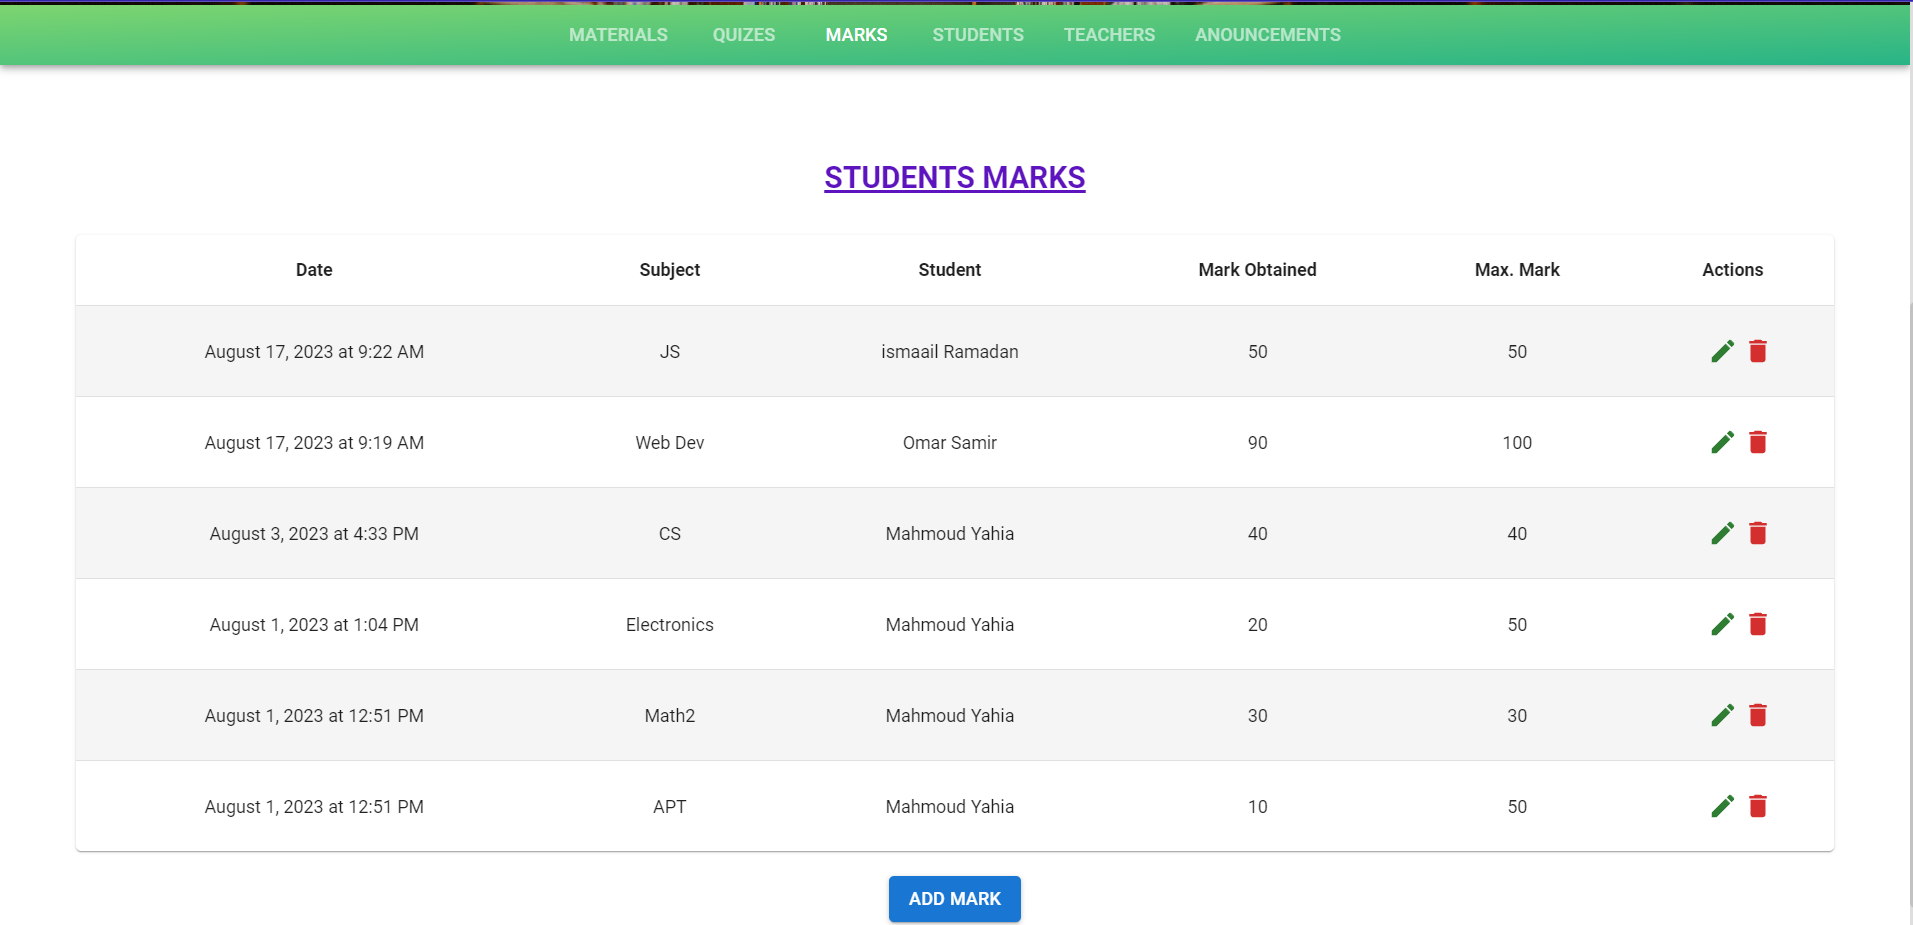 MATERIALS QUIZES MARKS STUDENTS TEACHERS ANOUNCEMENTS
STUDENTS MARKS
Date Subject Student Mark Obtained Max. Mark Actions
August 17, 2023 at 9:22 AM JS ismaail Ramadan 50 50
August 17, 2023 at 9:19 AM Web Dev Omar Samir 90 100
August 3, 2023 at 4:33 PM CS Mahmoud Yahia 40 40
August 1, 2023 at 1:04 PM Electronics Mahmoud Yahia 20 50
August 1, 2023 at 12:51 PM Math2 Mahmoud Yahia 30 30
August 1, 2023 at 12:51 PM APT Mahmoud Yahia 10 50
ADD MARK